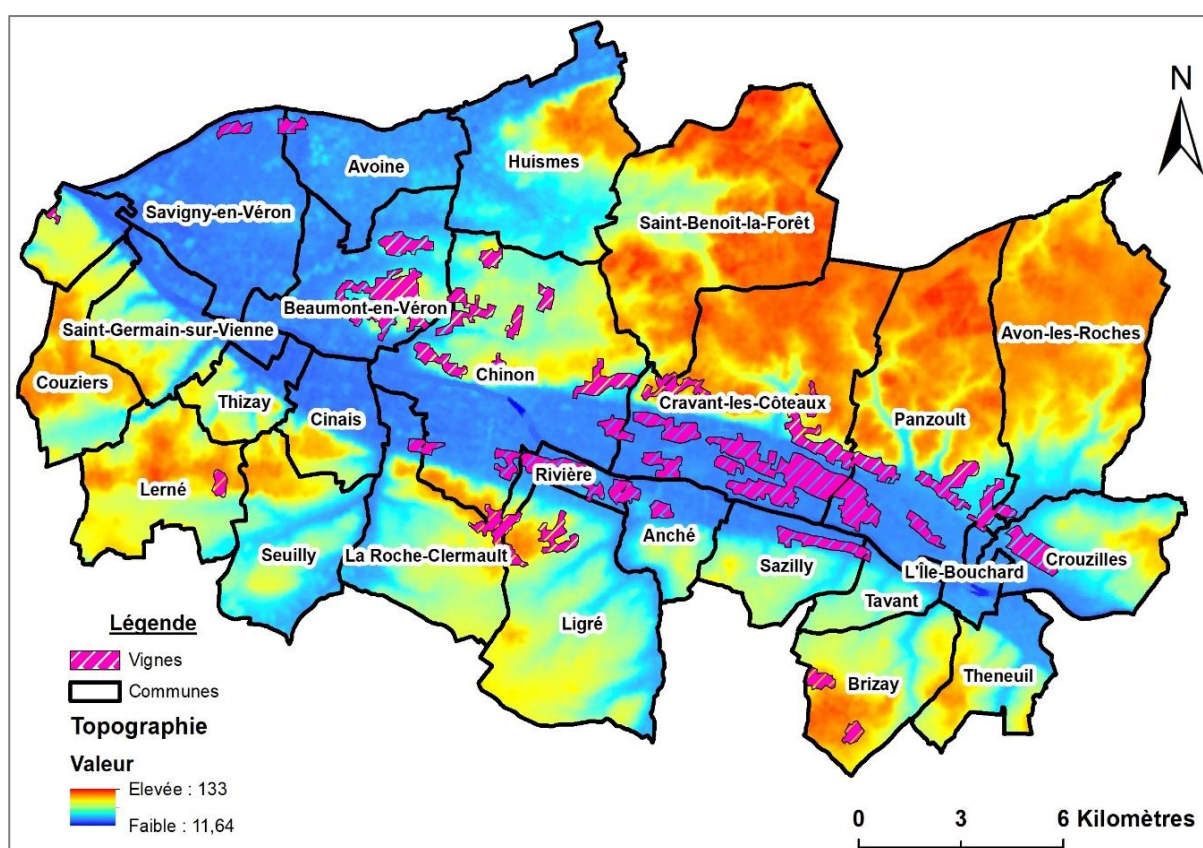 N
Avoine
Huismes
Savigny-en-Véron
Saint-Benoît-la-Forêt
Beaumont-en-Véron
Saint-Germain-sur-Vienne
Avon-les-Roches
Couziers
Chinon
Thizay
Cinais
Cravant-les-Côteaux
Panzoult
Rivière
Lerné
Anché
Seuilly
La Roche-Clermault
Sazilly
L'Île-Bouchard
Crouzilles
Tavant
Ligré
Brizay
Theneuil
Légende
Vignes
Communes
Topographie
Valeur
Elevée : 133
Faible : 11,64
0 3 6 Kilomètres